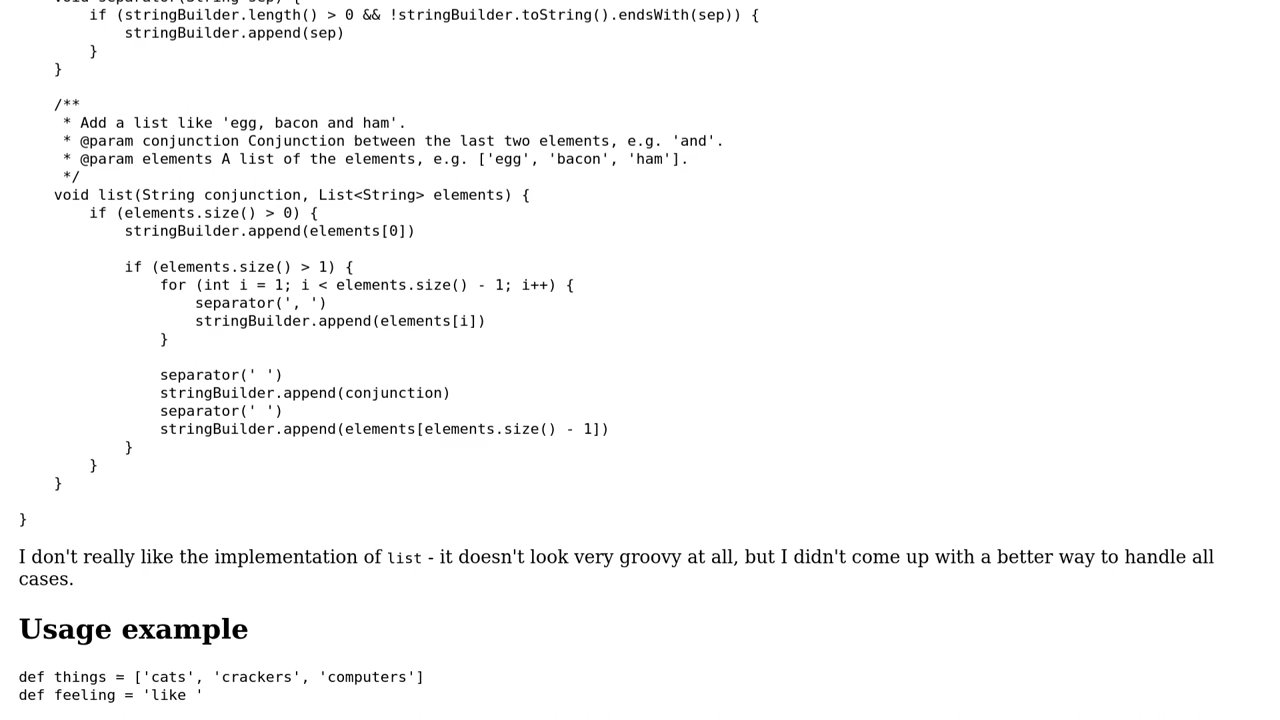 void separator(String sep) {
if (stringBuilder.length() > 0 && !stringBuilder.toString().endsWith(sep)) {
stringBuilder.append(sep)
}
}
/**
* Add a list like 'egg, bacon and ham'.
* @param conjunction Conjunction between the last two elements, e.g. 'and'.
* @param elements A list of the elements, e.g. ['egg', 'bacon', 'ham'].
*/
void list(String conjunction, List<String> elements) {
if (elements.size() > 0) {
stringBuilder.append(elements[0])
if (elements.size() > 1) {
for (int i = 1; i < elements.size() - 1; i++) {
separator(', ')
stringBuilder.append(elements[i])
}
separator(' ')
stringBuilder.append(conjunction)
separator(' ')
stringBuilder.append(elements[elements.size() - 1])
}
}
}
}
I don't really like the implementation of list - it doesn't look very groovy at all, but I didn't come up with a better way to handle all
cases.
Usage example
def things = ['cats', 'crackers', 'computers']
def feeling = 'like '